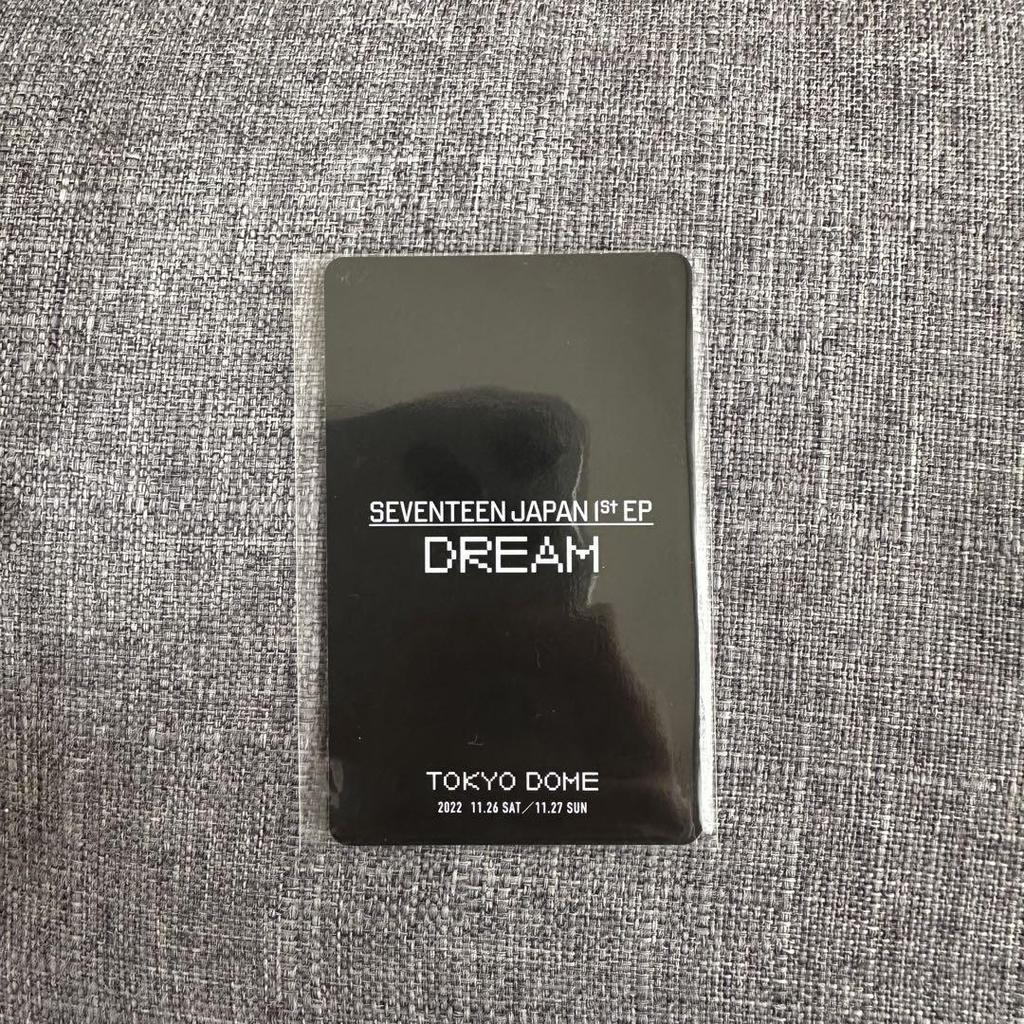 SEVENTEEN JAPAN 1st EP
DREAM
TOKYO DOME
2022 11.26 SAT/11.27 SUN